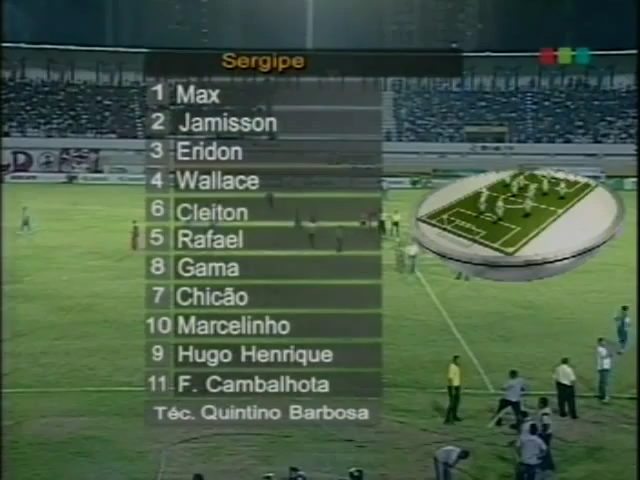 Sergipe
1 Max
2 Jamisson
3 Eridon
4 Wallace
6 Cleiton
5 Rafael
8 Gama
7 Chicão
10 Marcelinho
9 Hugo Henrique
11 F. Cambalhota
Téc. Quintino Barbosa